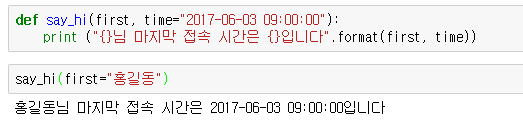 def say_hi(first, time="2017-06-03 09:00:00"):
    print ("{}님 마지막 접속 시간은 {}입니다".format(first, time))
say_hi(first="홍길동")
홍길동님 마지막 접속 시간은 2017-06-03 09:00:00입니다